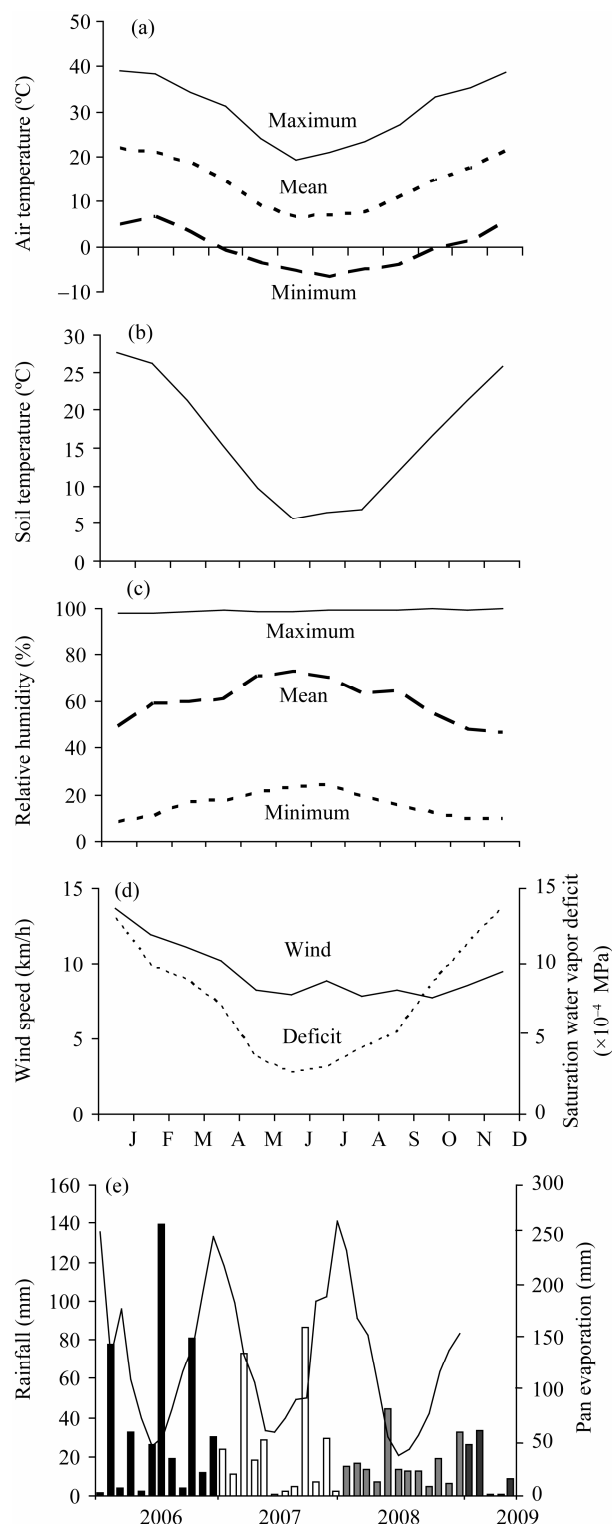 (a)
Air temperature (ºC)
50
40
30
20
10
0
–10
Maximum
Mean
Minimum
(b)
Soil temperature (ºC)
30
25
20
15
10
5
0
(c)
Relative humidity (%)
100
80
60
40
20
0
Maximum
Mean
Minimum
(d)
Wind speed (km/h)
15
10
5
0
Wind
Deficit
15
10
5
0
Saturation water vapor deficit
(×10⁻⁴ MPa)
J F M A M J J A S O N D
(e)
Rainfall (mm)
160
140
120
100
80
60
40
20
0
300
250
200
150
100
50
0
Pan evaporation (mm)
2006 2007 2008 2009